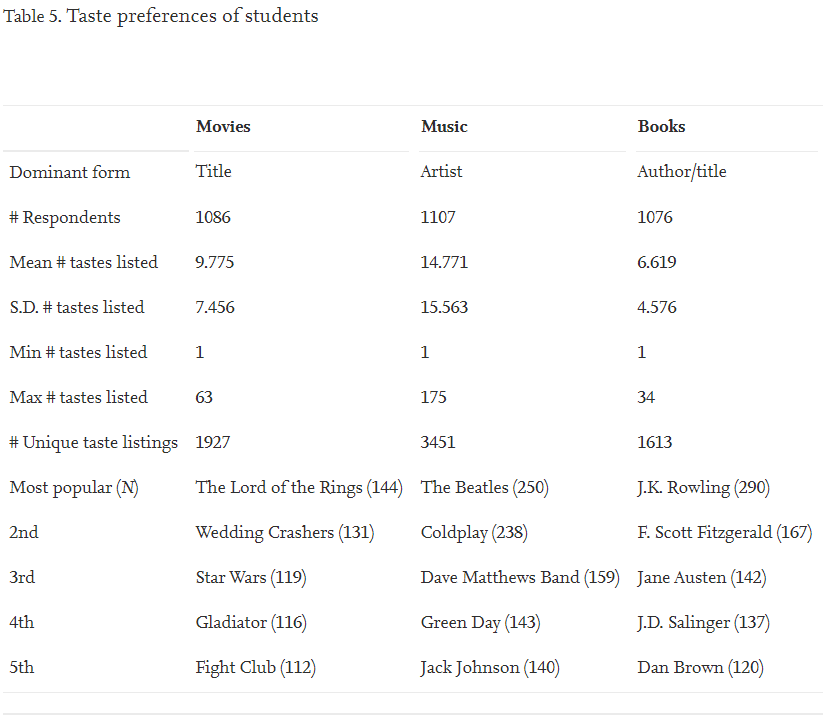 Table 5. Taste preferences of students
Movies Music Books
Dominant form Title Artist Author/title
# Respondents 1086 1107 1076
Mean # tastes listed 9.775 14.771 6.619
S.D. # tastes listed 7.456 15.563 4.576
Min # tastes listed 1 1 1
Max # tastes listed 63 175 34
# Unique taste listings 1927 3451 1613
Most popular (N) The Lord of the Rings (144) The Beatles (250) J.K. Rowling (290)
2nd Wedding Crashers (131) Coldplay (238) F. Scott Fitzgerald (167)
3rd Star Wars (119) Dave Matthews Band (159) Jane Austen (142)
4th Gladiator (116) Green Day (143) J.D. Salinger (137)
5th Fight Club (112) Jack Johnson (140) Dan Brown (120)